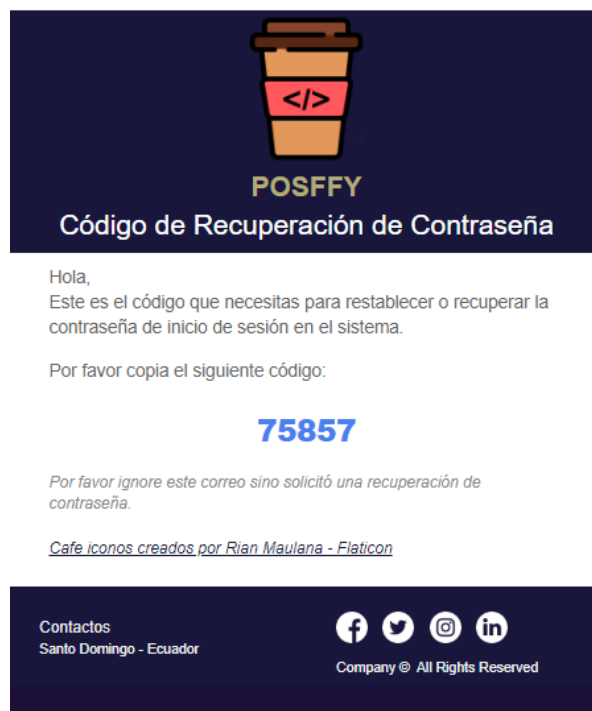 </>
POSFFY
Código de Recuperación de Contraseña
Hola,
Este es el código que necesitas para restablecer o recuperar la
contraseña de inicio de sesión en el sistema.
Por favor copia el siguiente código:
75857
Por favor ignore este correo sino solicitó una recuperación de
contraseña.
Cafe iconos creados por Rian Maulana - Flaticon
Contactos
Santo Domingo - Ecuador
Company © All Rights Reserved